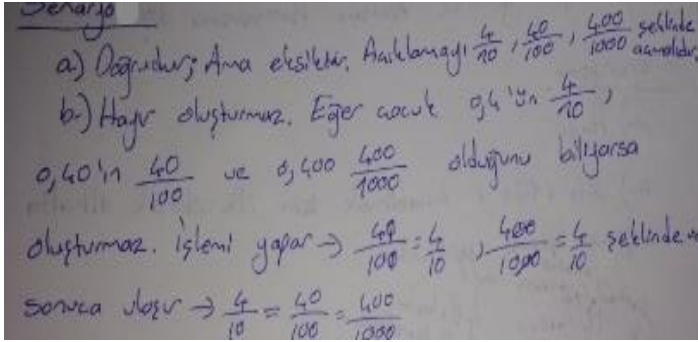 Senaryo
a.) Doğrudur; Ama eksiktir. Açıklamayı 4/10, 40/100, 400/1000 şeklinde açmalıdır.
b.) Hayır oluşturmaz. Eğer çocuk 0,4'ün 4/10,
0,40'ın 40/100 ve 0,400 400/1000 olduğunu biliyorsa
oluşturmaz. İşlemi yapar → 40/100 = 4/10, 400/1000 = 4/10 şeklinde
sonuca ulaşır → 4/10 = 40/100 = 400/1000